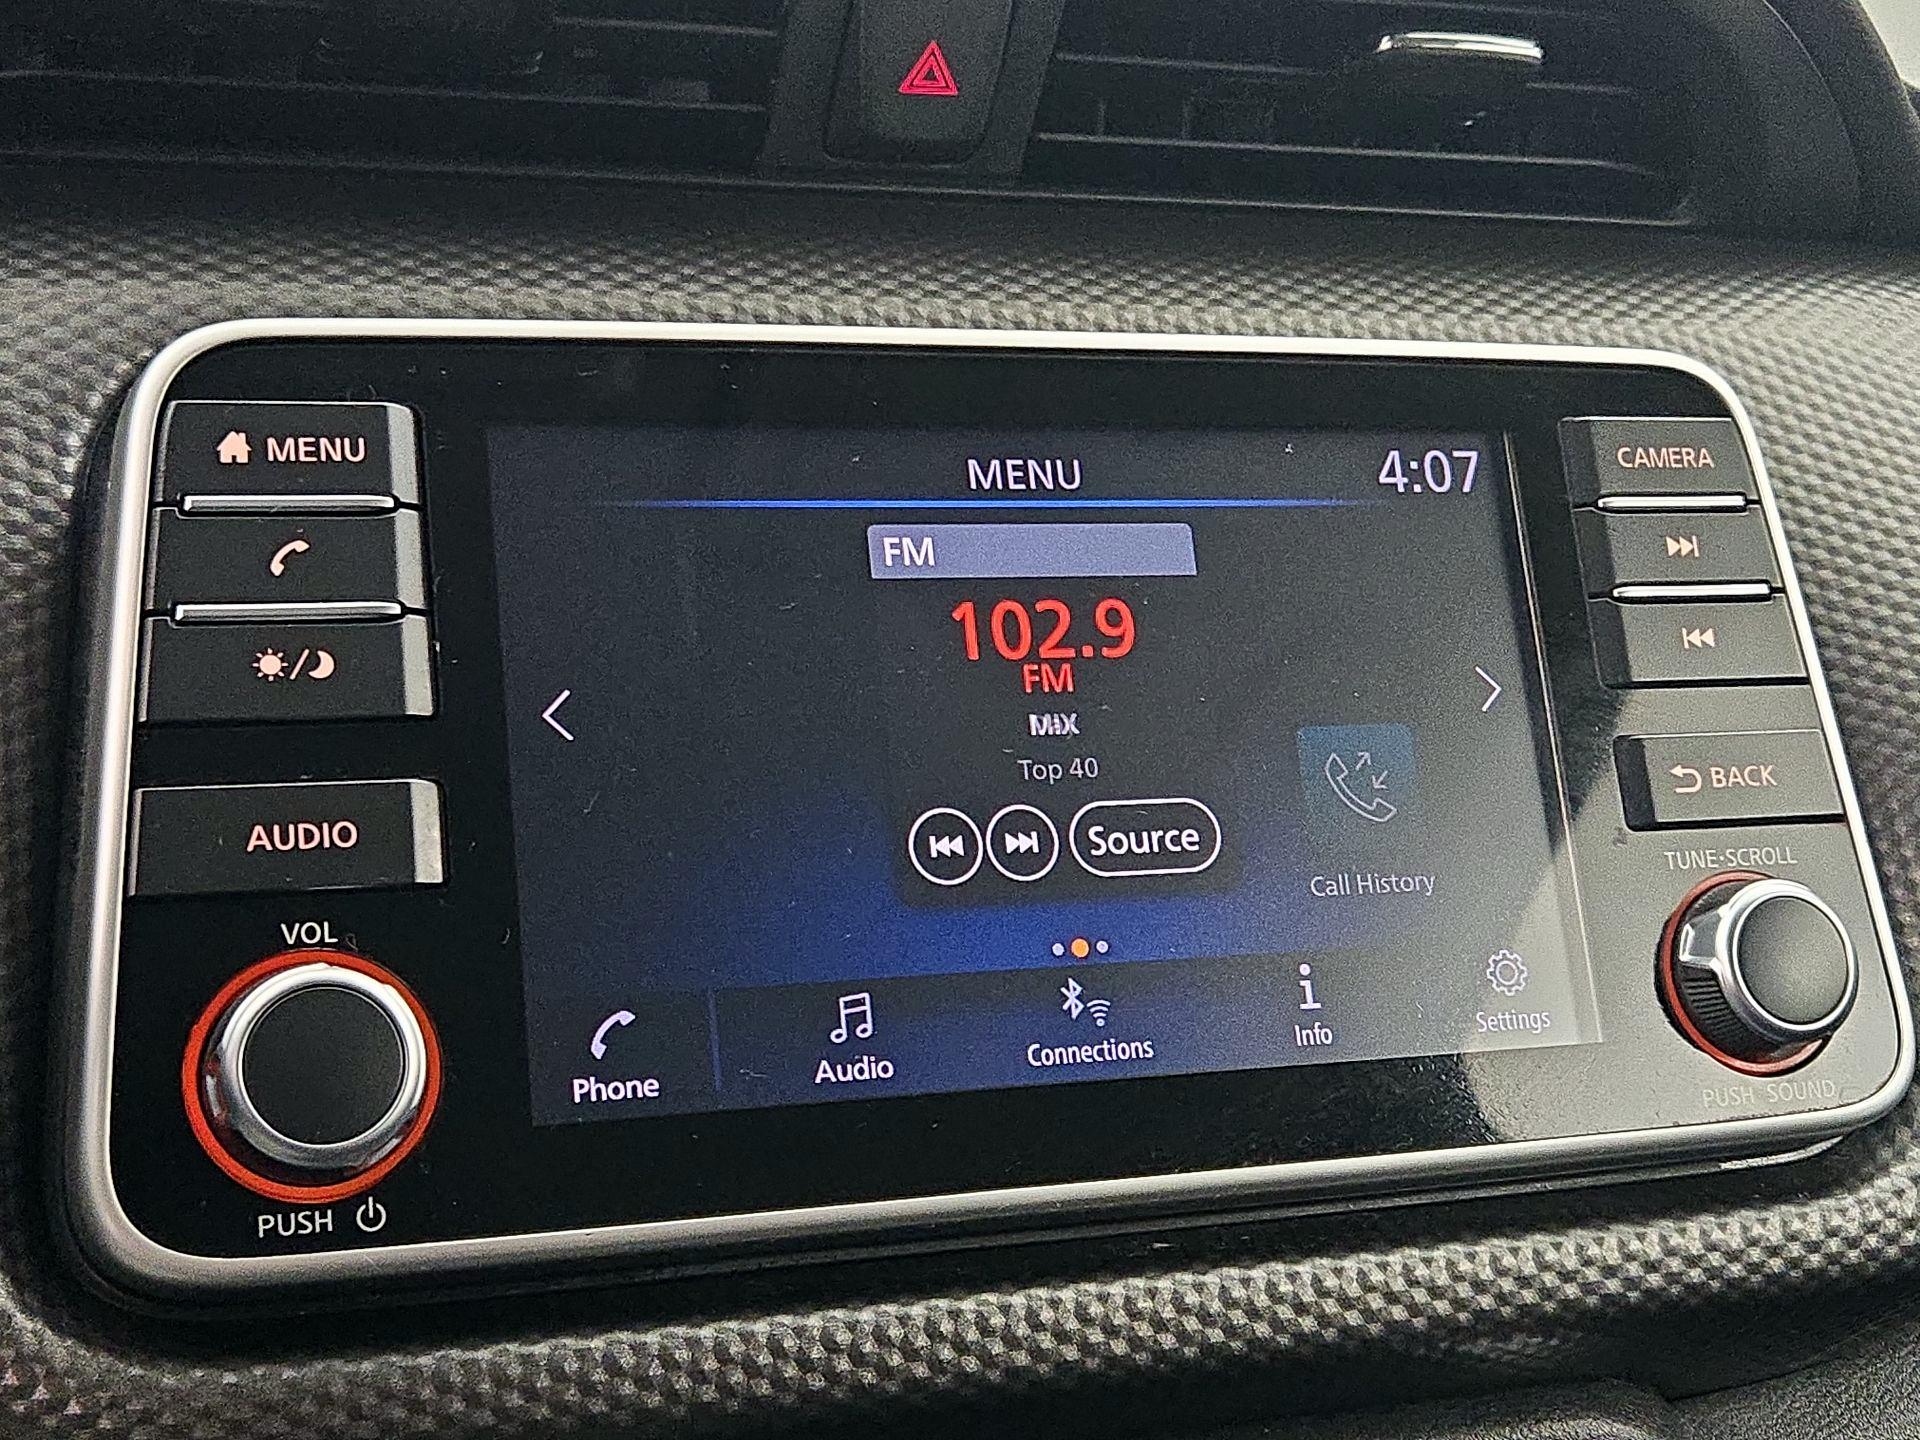 MENU
AUDIO
VOL
PUSH
MENU
4:07
FM
102.9
FM
Top 40
Source
Call History
Phone
Audio
Connections
Info
Settings
CAMERA
BACK
TUNE·SCROLL
PUSH SOUND